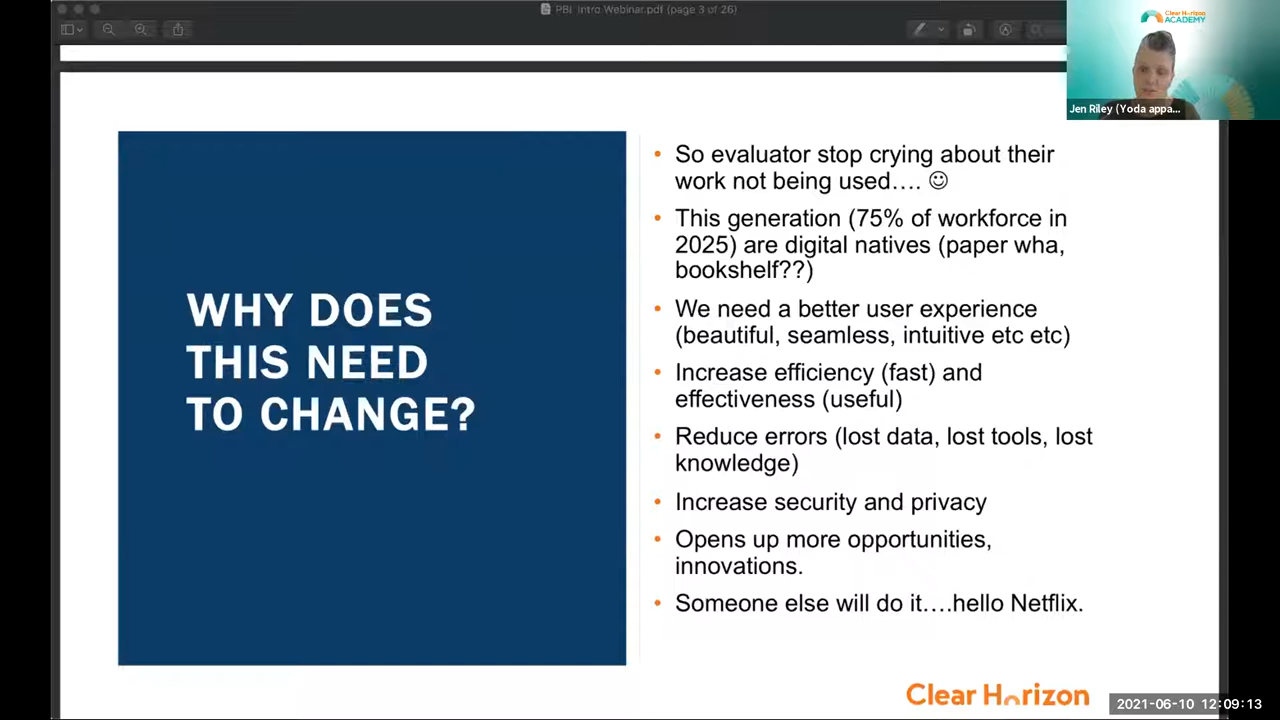 PBI Intro Webinar.pdf (page 3 of 26)
Clear Horizon
ACADEMY
Jen Riley (Yoda appa...
WHY DOES
THIS NEED
TO CHANGE?
• So evaluator stop crying about their
work not being used…. ☺
• This generation (75% of workforce in
2025) are digital natives (paper wha,
bookshelf??)
• We need a better user experience
(beautiful, seamless, intuitive etc etc)
• Increase efficiency (fast) and
effectiveness (useful)
• Reduce errors (lost data, lost tools, lost
knowledge)
• Increase security and privacy
• Opens up more opportunities,
innovations.
• Someone else will do it….hello Netflix.
Clear Horizon
2021-06-10 12:09:13